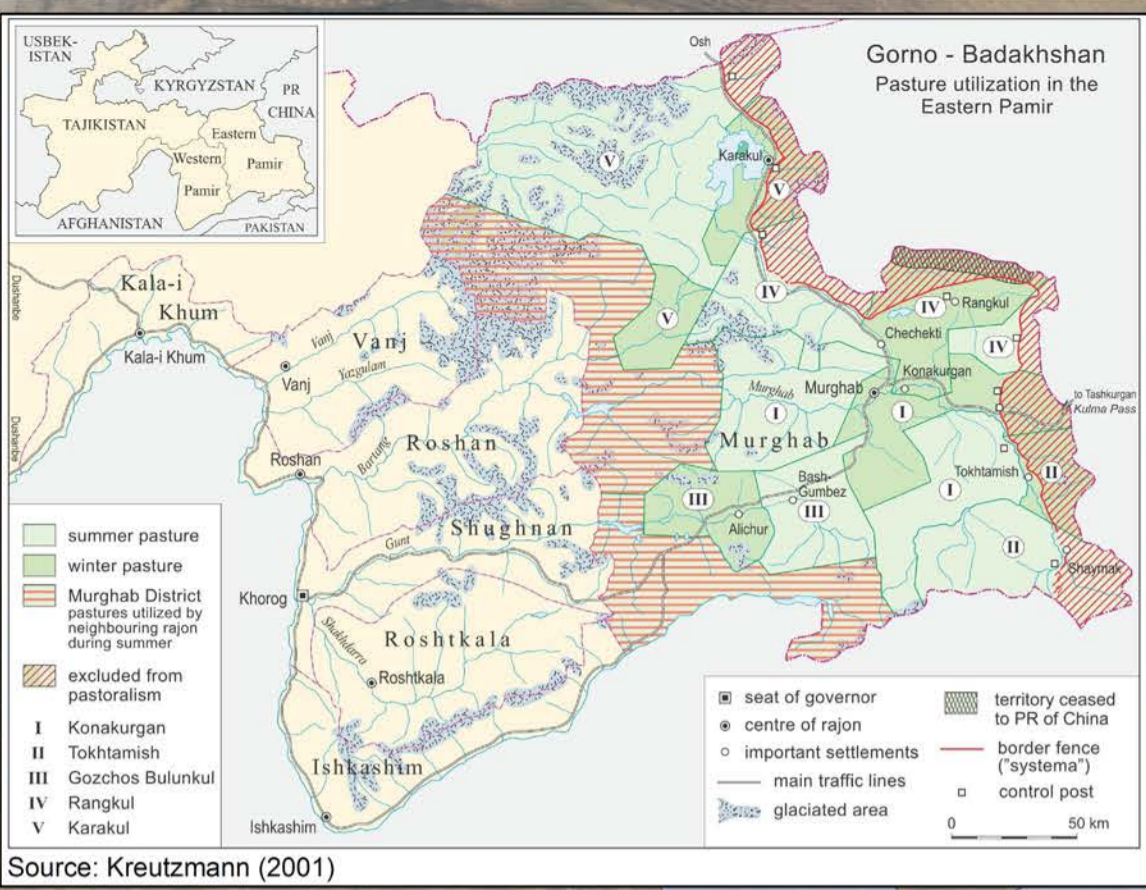 USBEK-
ISTAN
KYRGYZSTAN
PR
CHINA
TAJIKISTAN
Eastern
Western
Pamir
Pamir
AFGHANISTAN
PAKISTAN
Gorno - Badakhshan
Pasture utilization in the
Eastern Pamir
Osh
Karakul
V
V
IV
IV
Rangkul
V
Chechekti
IV
Dushanbe
Kala-i
Khum
Kala-i Khum
Vanj
Vanj
Yazgulam
Vanj
Murghab
Murghab
Konakurgan
to Tashkurgan
Kulma Pass
I
I
Murghab
Dushanbe
Roshan
Bartang
Roshan
Tokhtamish
II
Bash-
Gumbez
III
III
I
Alichur
Shughnan
Gunt
II
Shaymak
Khorog
Shakhdarra
Roshtkala
Roshtkala
Ishkashim
Ishkashim
summer pasture
winter pasture
Murghab District
pastures utilized by
neighbouring rajon
during summer
excluded from
pastoralism
I Konakurgan
II Tokhtamish
III Gozchos Bulunkul
IV Rangkul
V Karakul
seat of governor
centre of rajon
important settlements
main traffic lines
glaciated area
territory ceased
to PR of China
border fence
("systema")
control post
0 50 km
Source: Kreutzmann (2001)